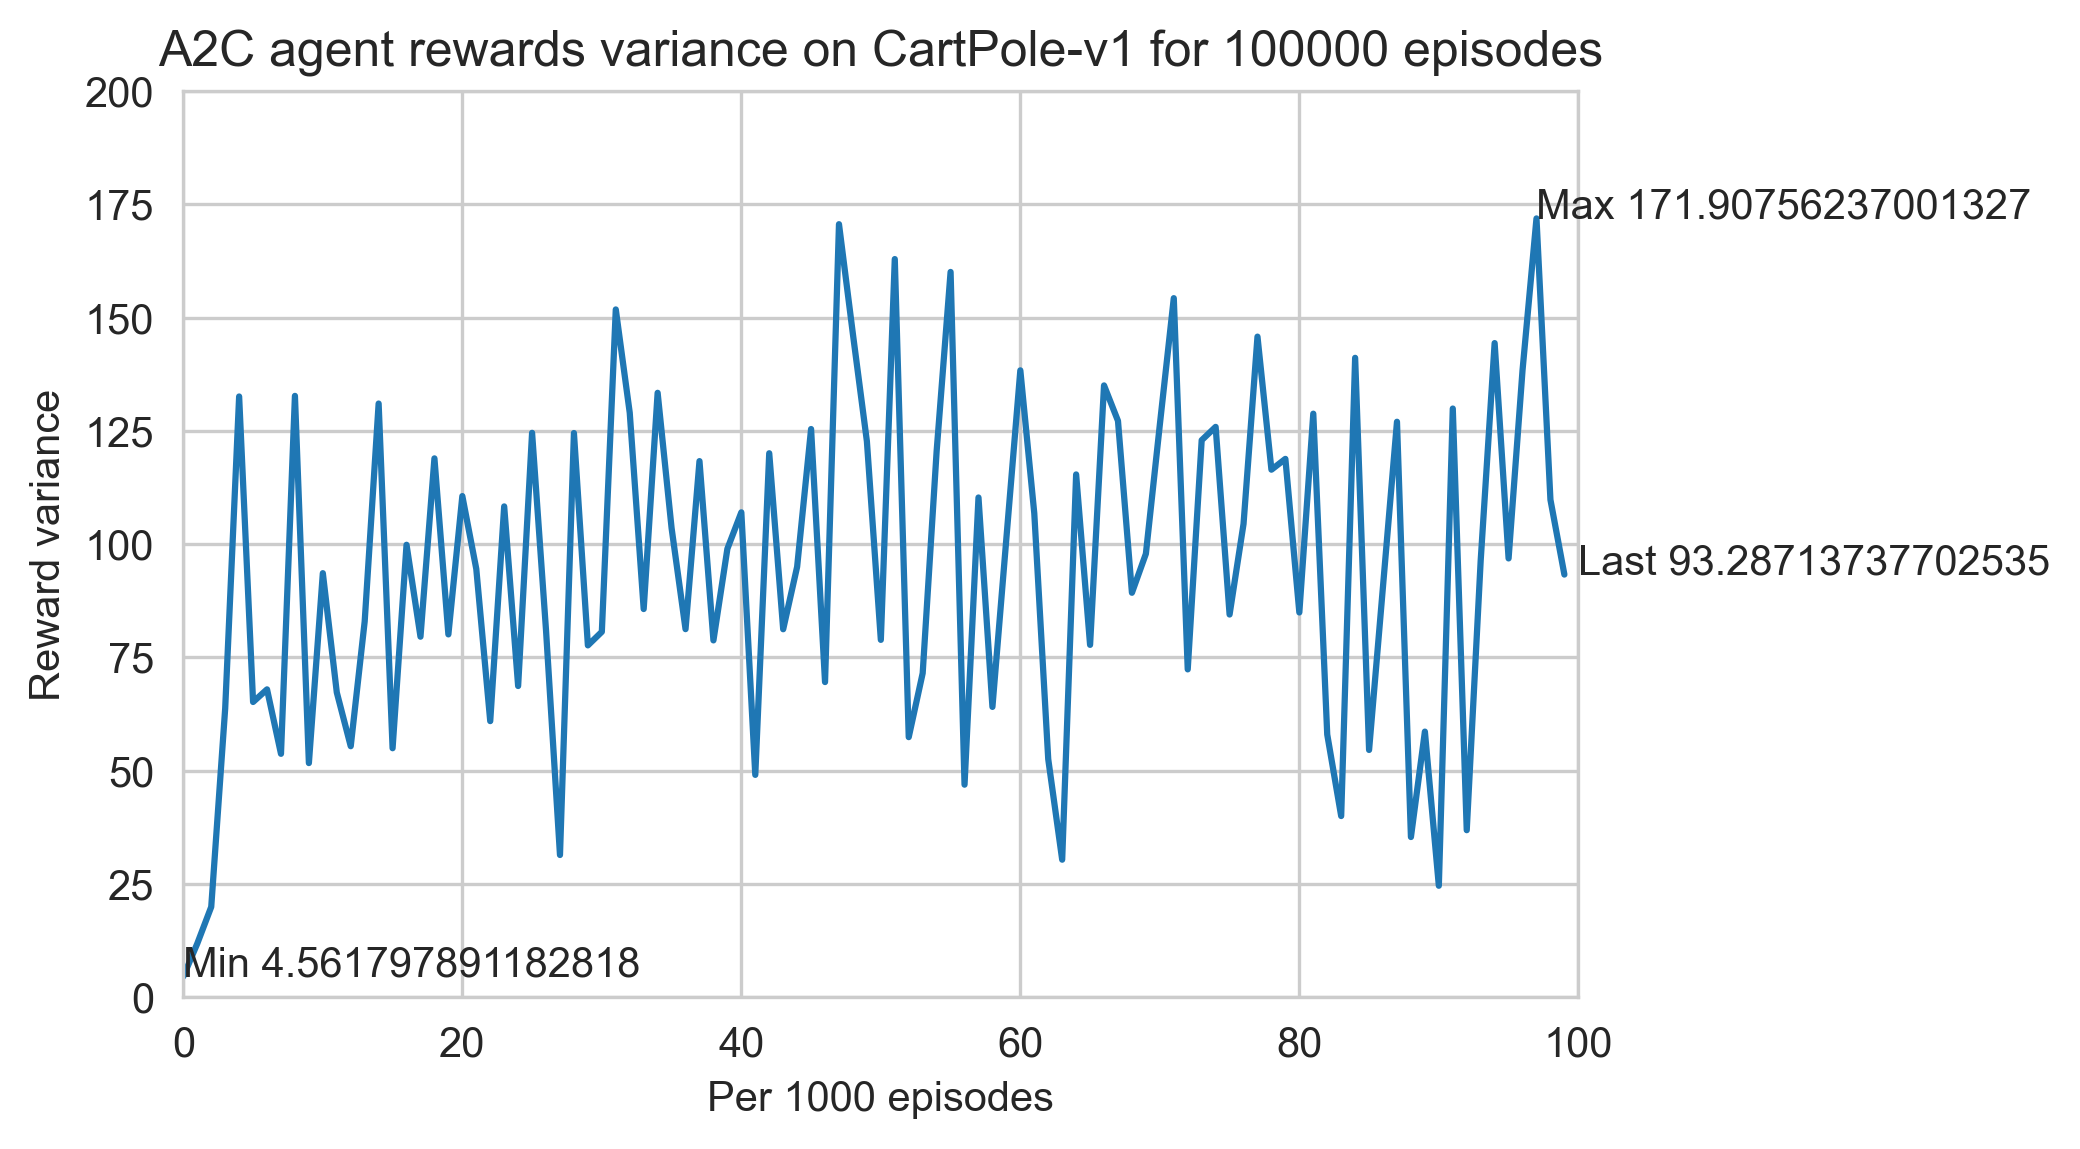 A2C agent rewards variance on CartPole-v1 for 100000 episodes
200
175
150
125
100
75
50
25
0
Reward variance
Max 171.90756237001327
Last 93.28713737702535
Min 4.561797891182818
0 20 40 60 80 100
Per 1000 episodes